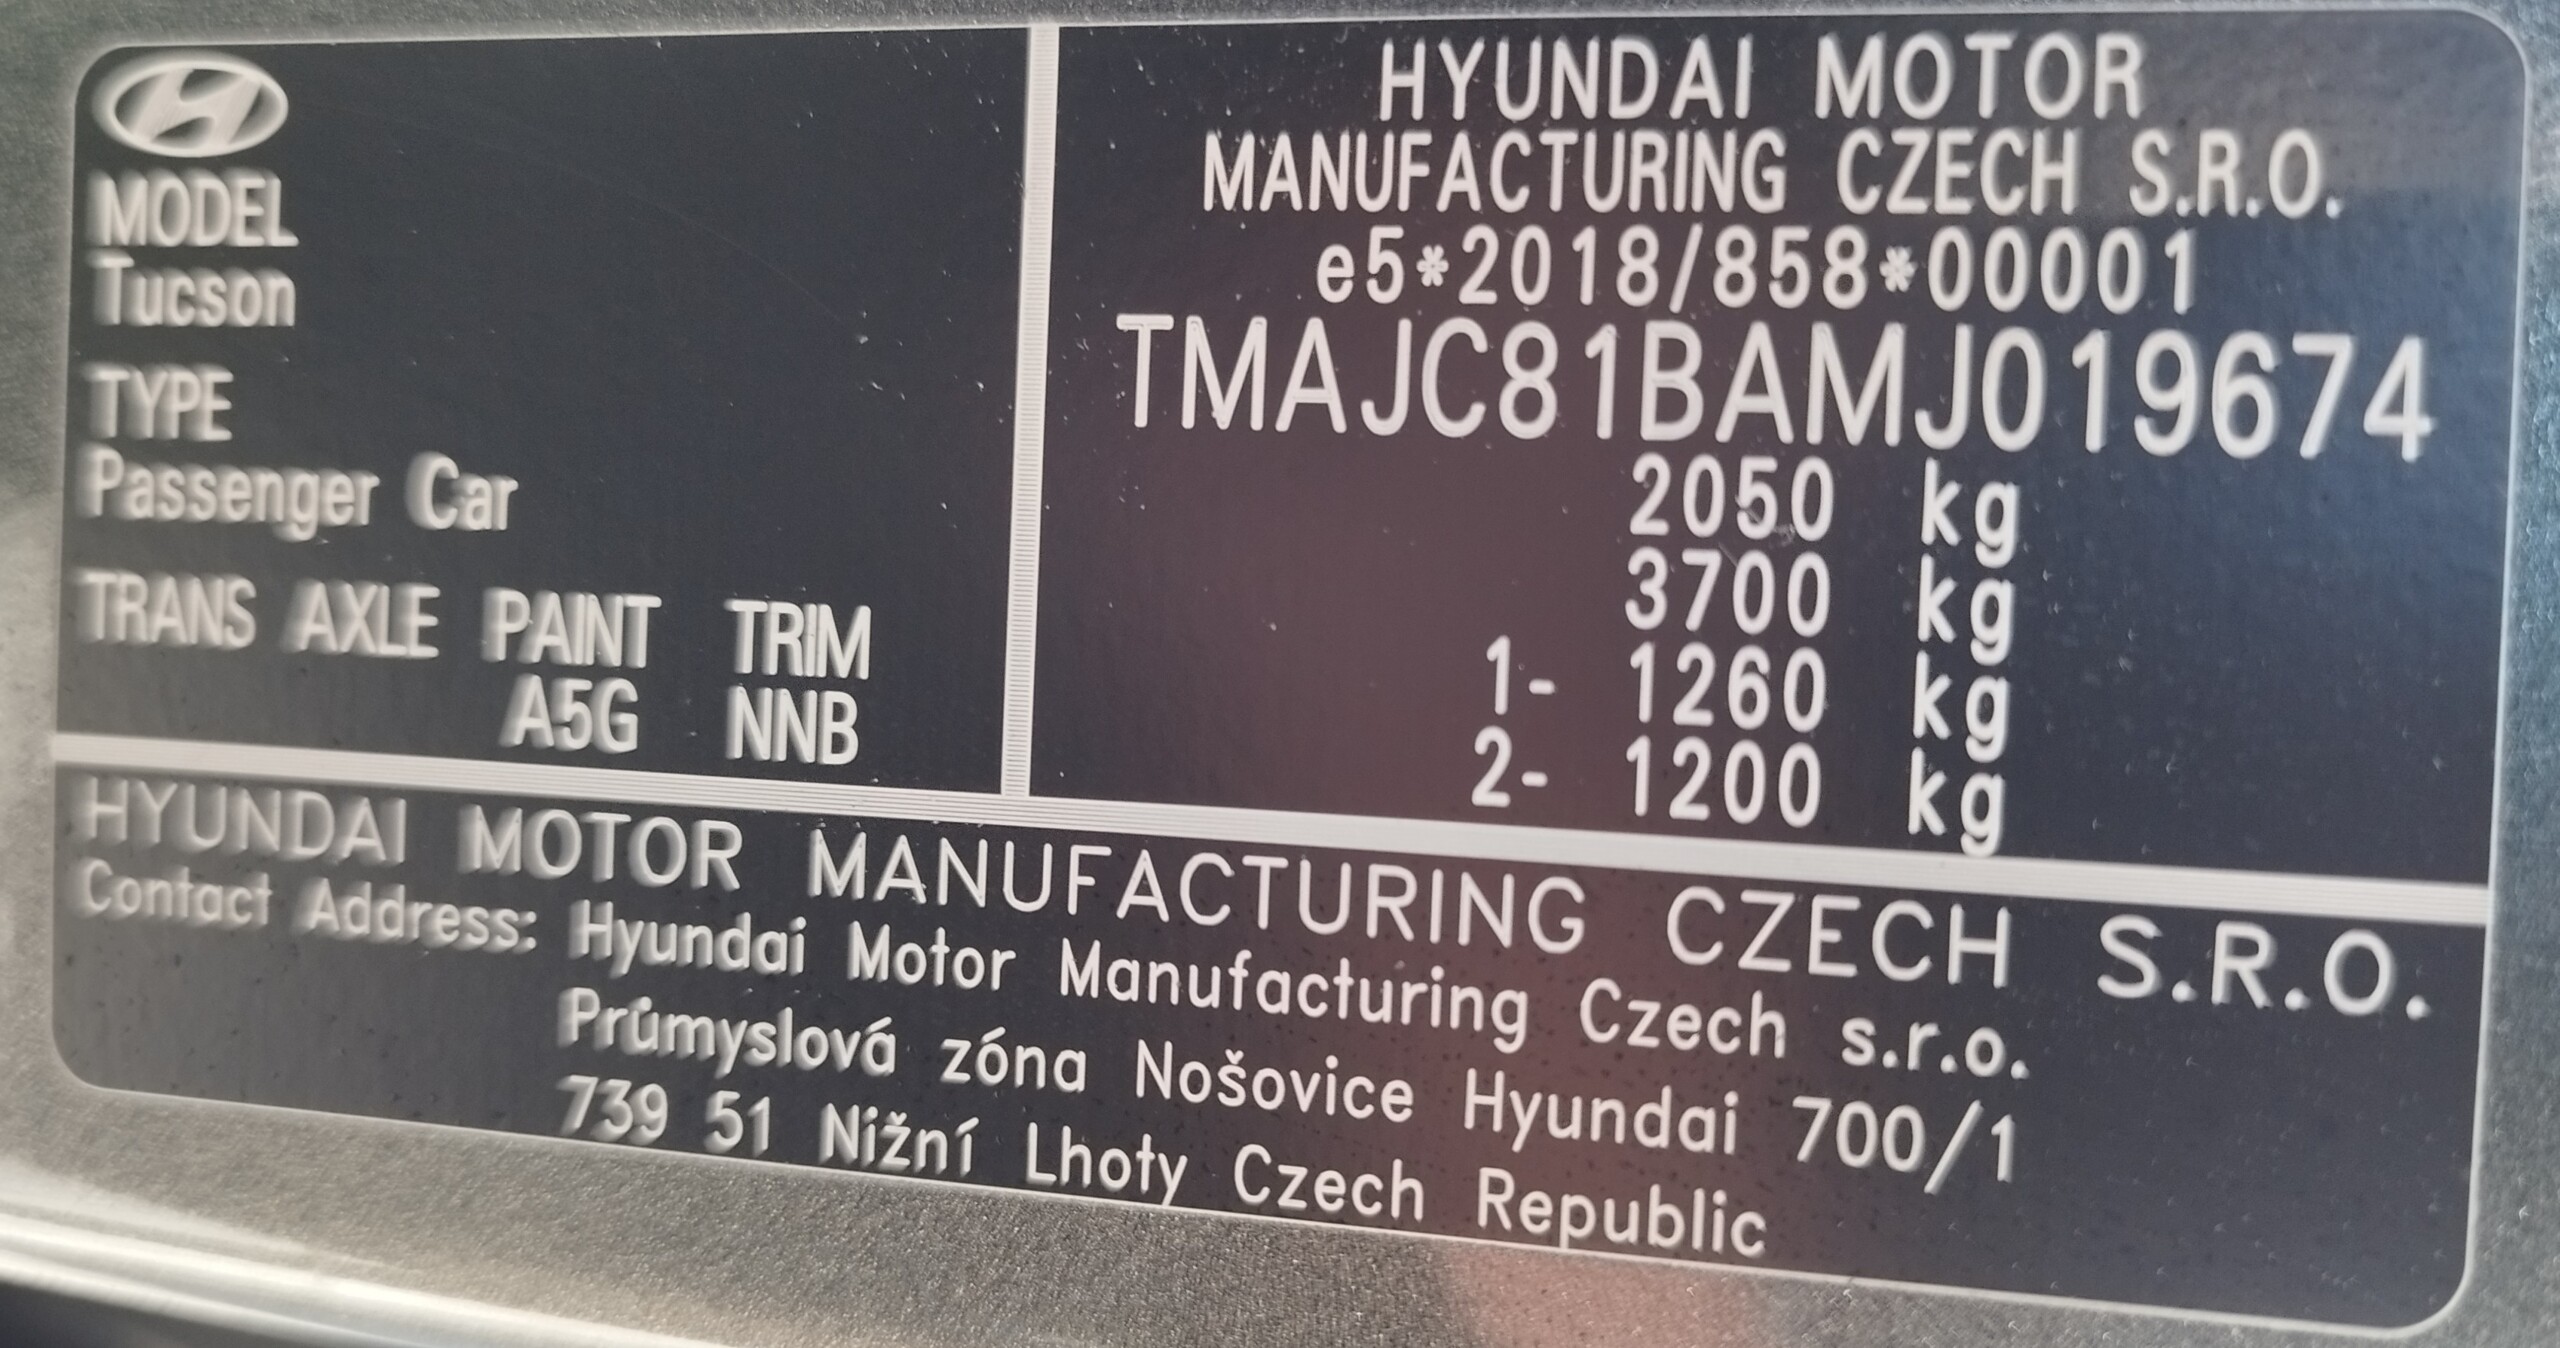 MODEL
Tucson
TYPE
Passenger Car
TRANS AXLE PAINT TRIM
A5G NNB
HYUNDAI MOTOR
MANUFACTURING CZECH S.R.O.
e5*2018/858*00001
TMAJC81BAMJ019674
2050 kg
3700 kg
1- 1260 kg
2- 1200 kg
HYUNDAI MOTOR MANUFACTURING CZECH S.R.O.
Contact Address: Hyundai Motor Manufacturing Czech s.r.o.
Průmyslová zóna Nošovice Hyundai 700/1
739 51 Nižní Lhoty Czech Republic